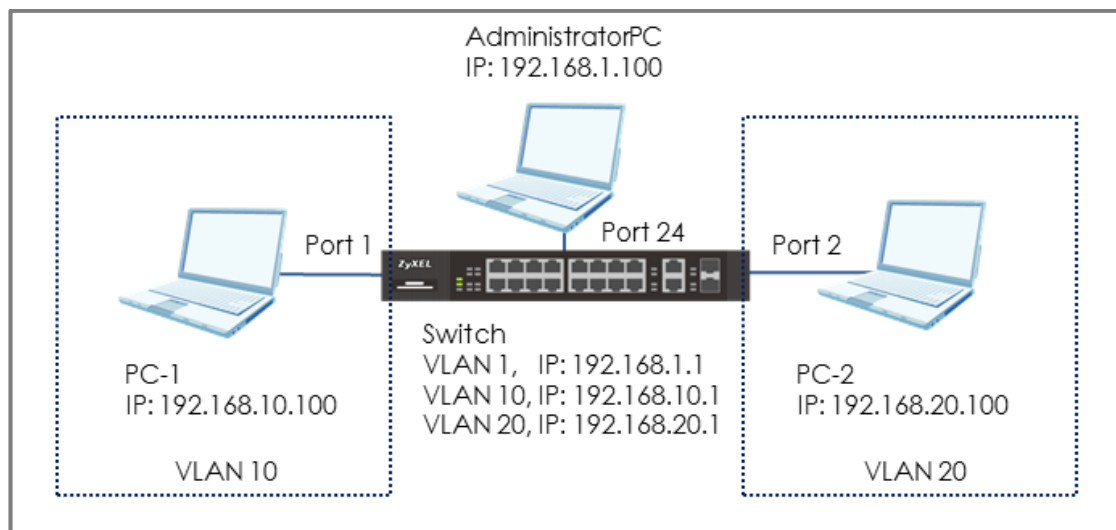 AdministratorPC
IP: 192.168.1.100
Port 1
Port 24
Port 2
ZyXEL
Switch
VLAN 1, IP: 192.168.1.1
VLAN 10, IP: 192.168.10.1
VLAN 20, IP: 192.168.20.1
PC-1
IP: 192.168.10.100
PC-2
IP: 192.168.20.100
VLAN 10
VLAN 20